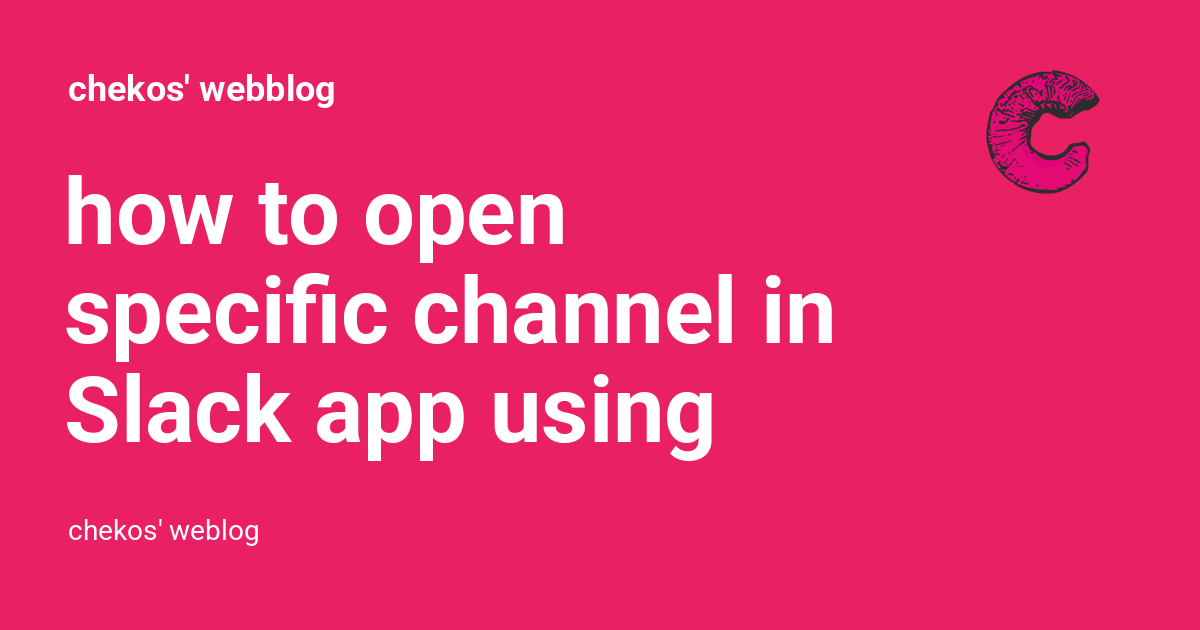 chekos' webblog
how to open
specific channel in
Slack app using
chekos' weblog